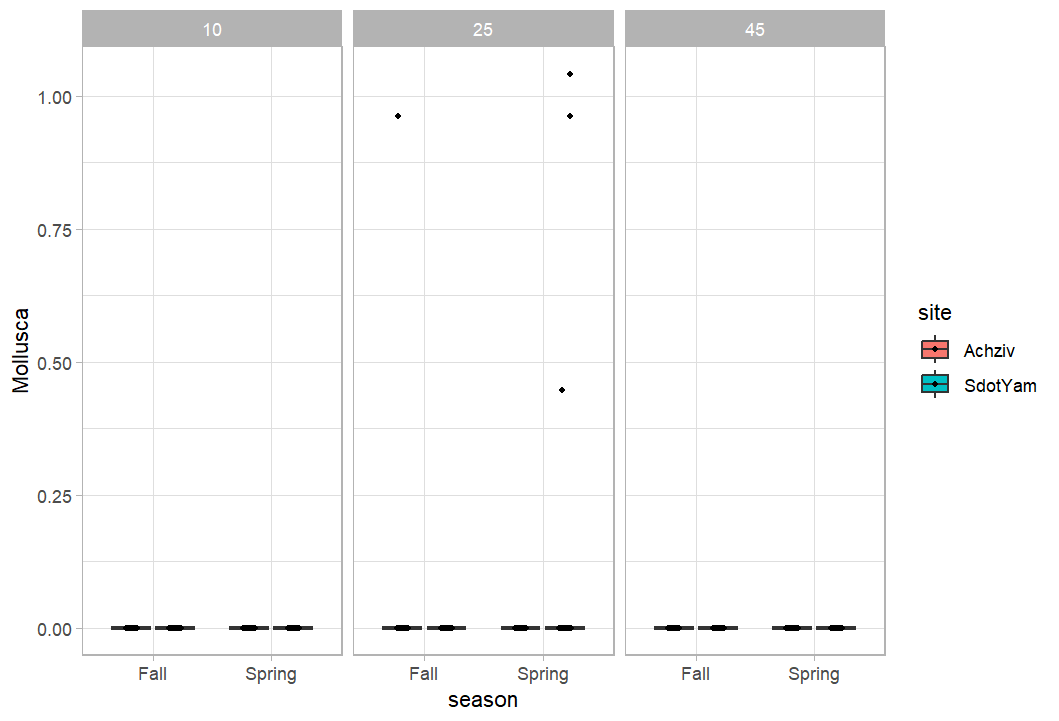 10 25 45
1.00
0.75
0.50
0.25
0.00
Mollusca
Fall Spring Fall Spring Fall Spring
season
site
Achziv
SdotYam